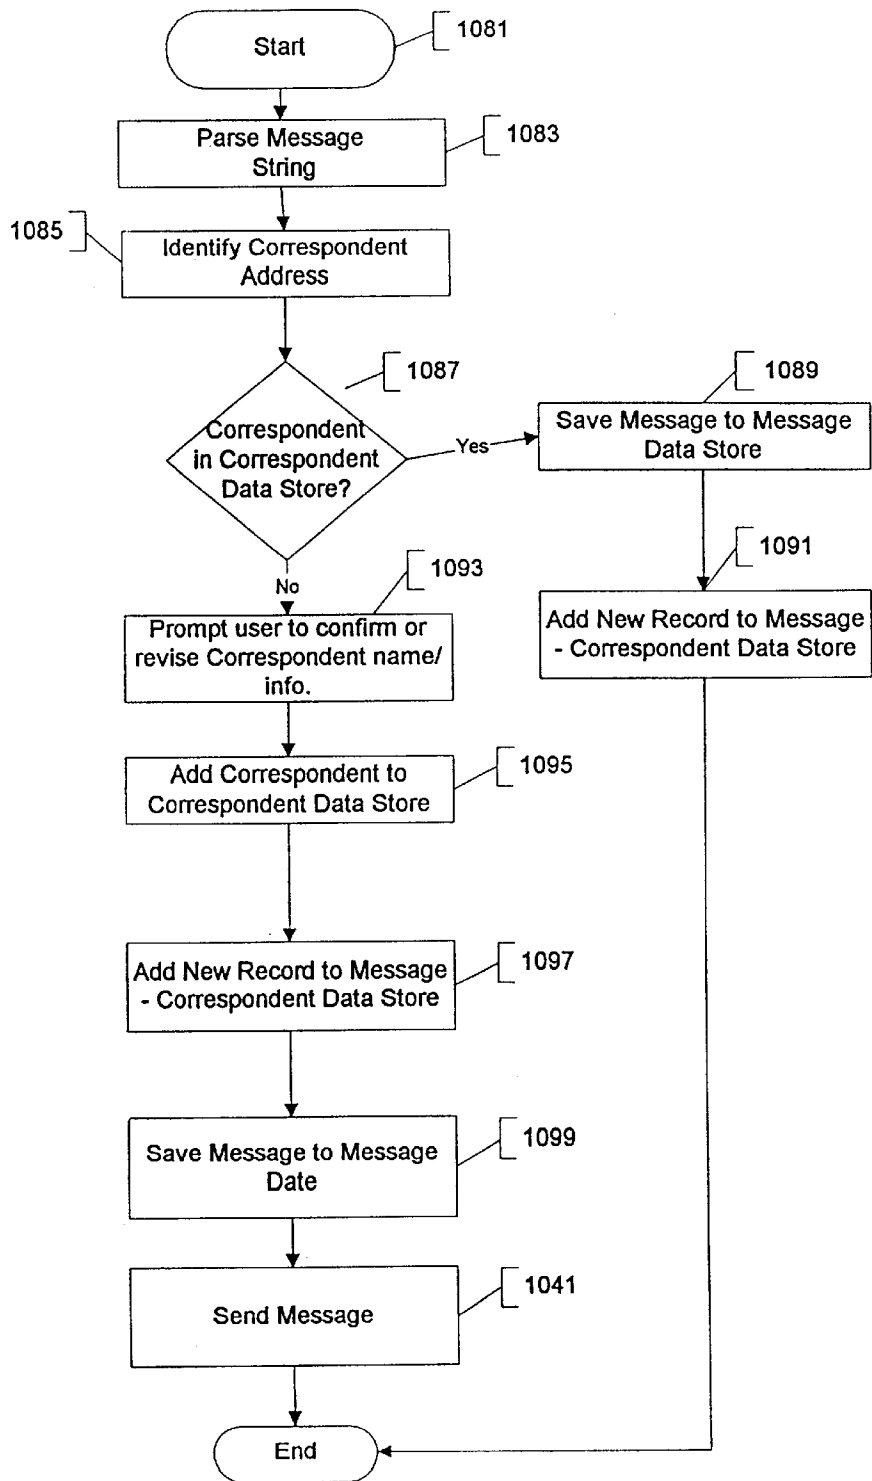 Start
1081
Parse Message
String
1083
1085
Identify Correspondent
Address
1087
Correspondent
in Correspondent
Data Store?
Yes
1089
Save Message to Message
Data Store
1091
Add New Record to Message
- Correspondent Data Store
No
1093
Prompt user to confirm or
revise Correspondent name/
info.
Add Correspondent to
Correspondent Data Store
1095
Add New Record to Message
- Correspondent Data Store
1097
Save Message to Message
Date
1099
Send Message
1041
End